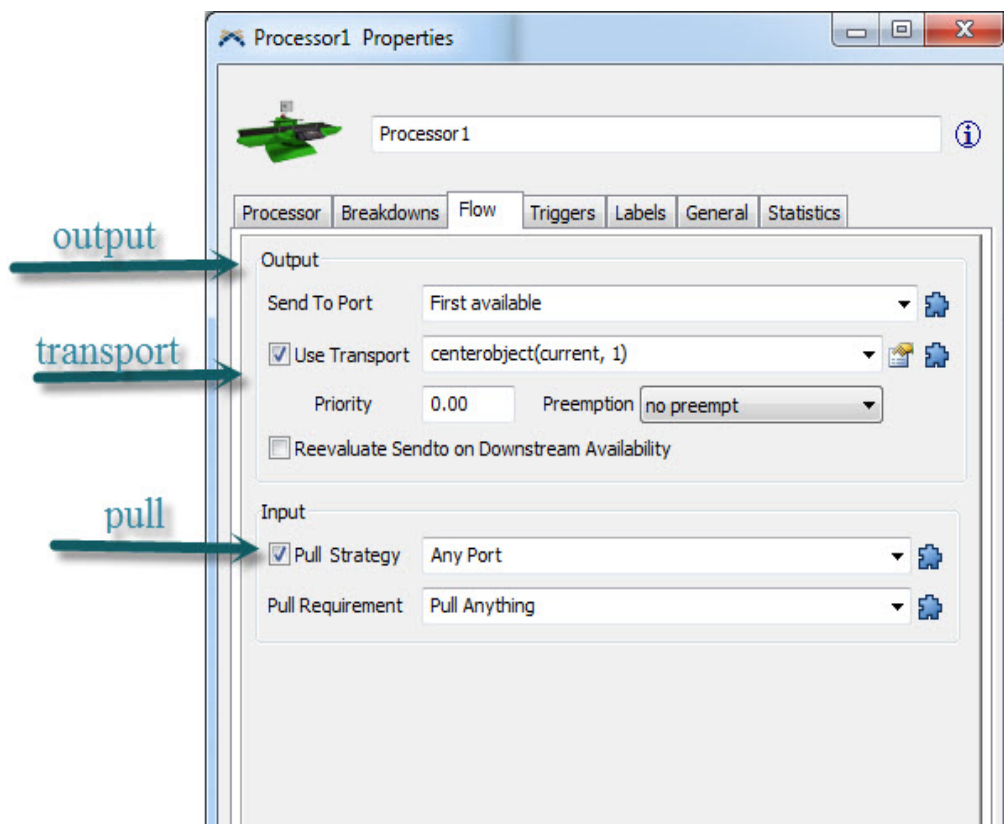 Processor1 Properties
Processor1
Processor Breakdowns Flow Triggers Labels General Statistics
output
Output
Send To Port First available
transport
Use Transport centerobject(current, 1)
Priority 0.00 Preemption no preempt
Reevaluate Sendto on Downstream Availability
pull
Input
Pull Strategy Any Port
Pull Requirement Pull Anything